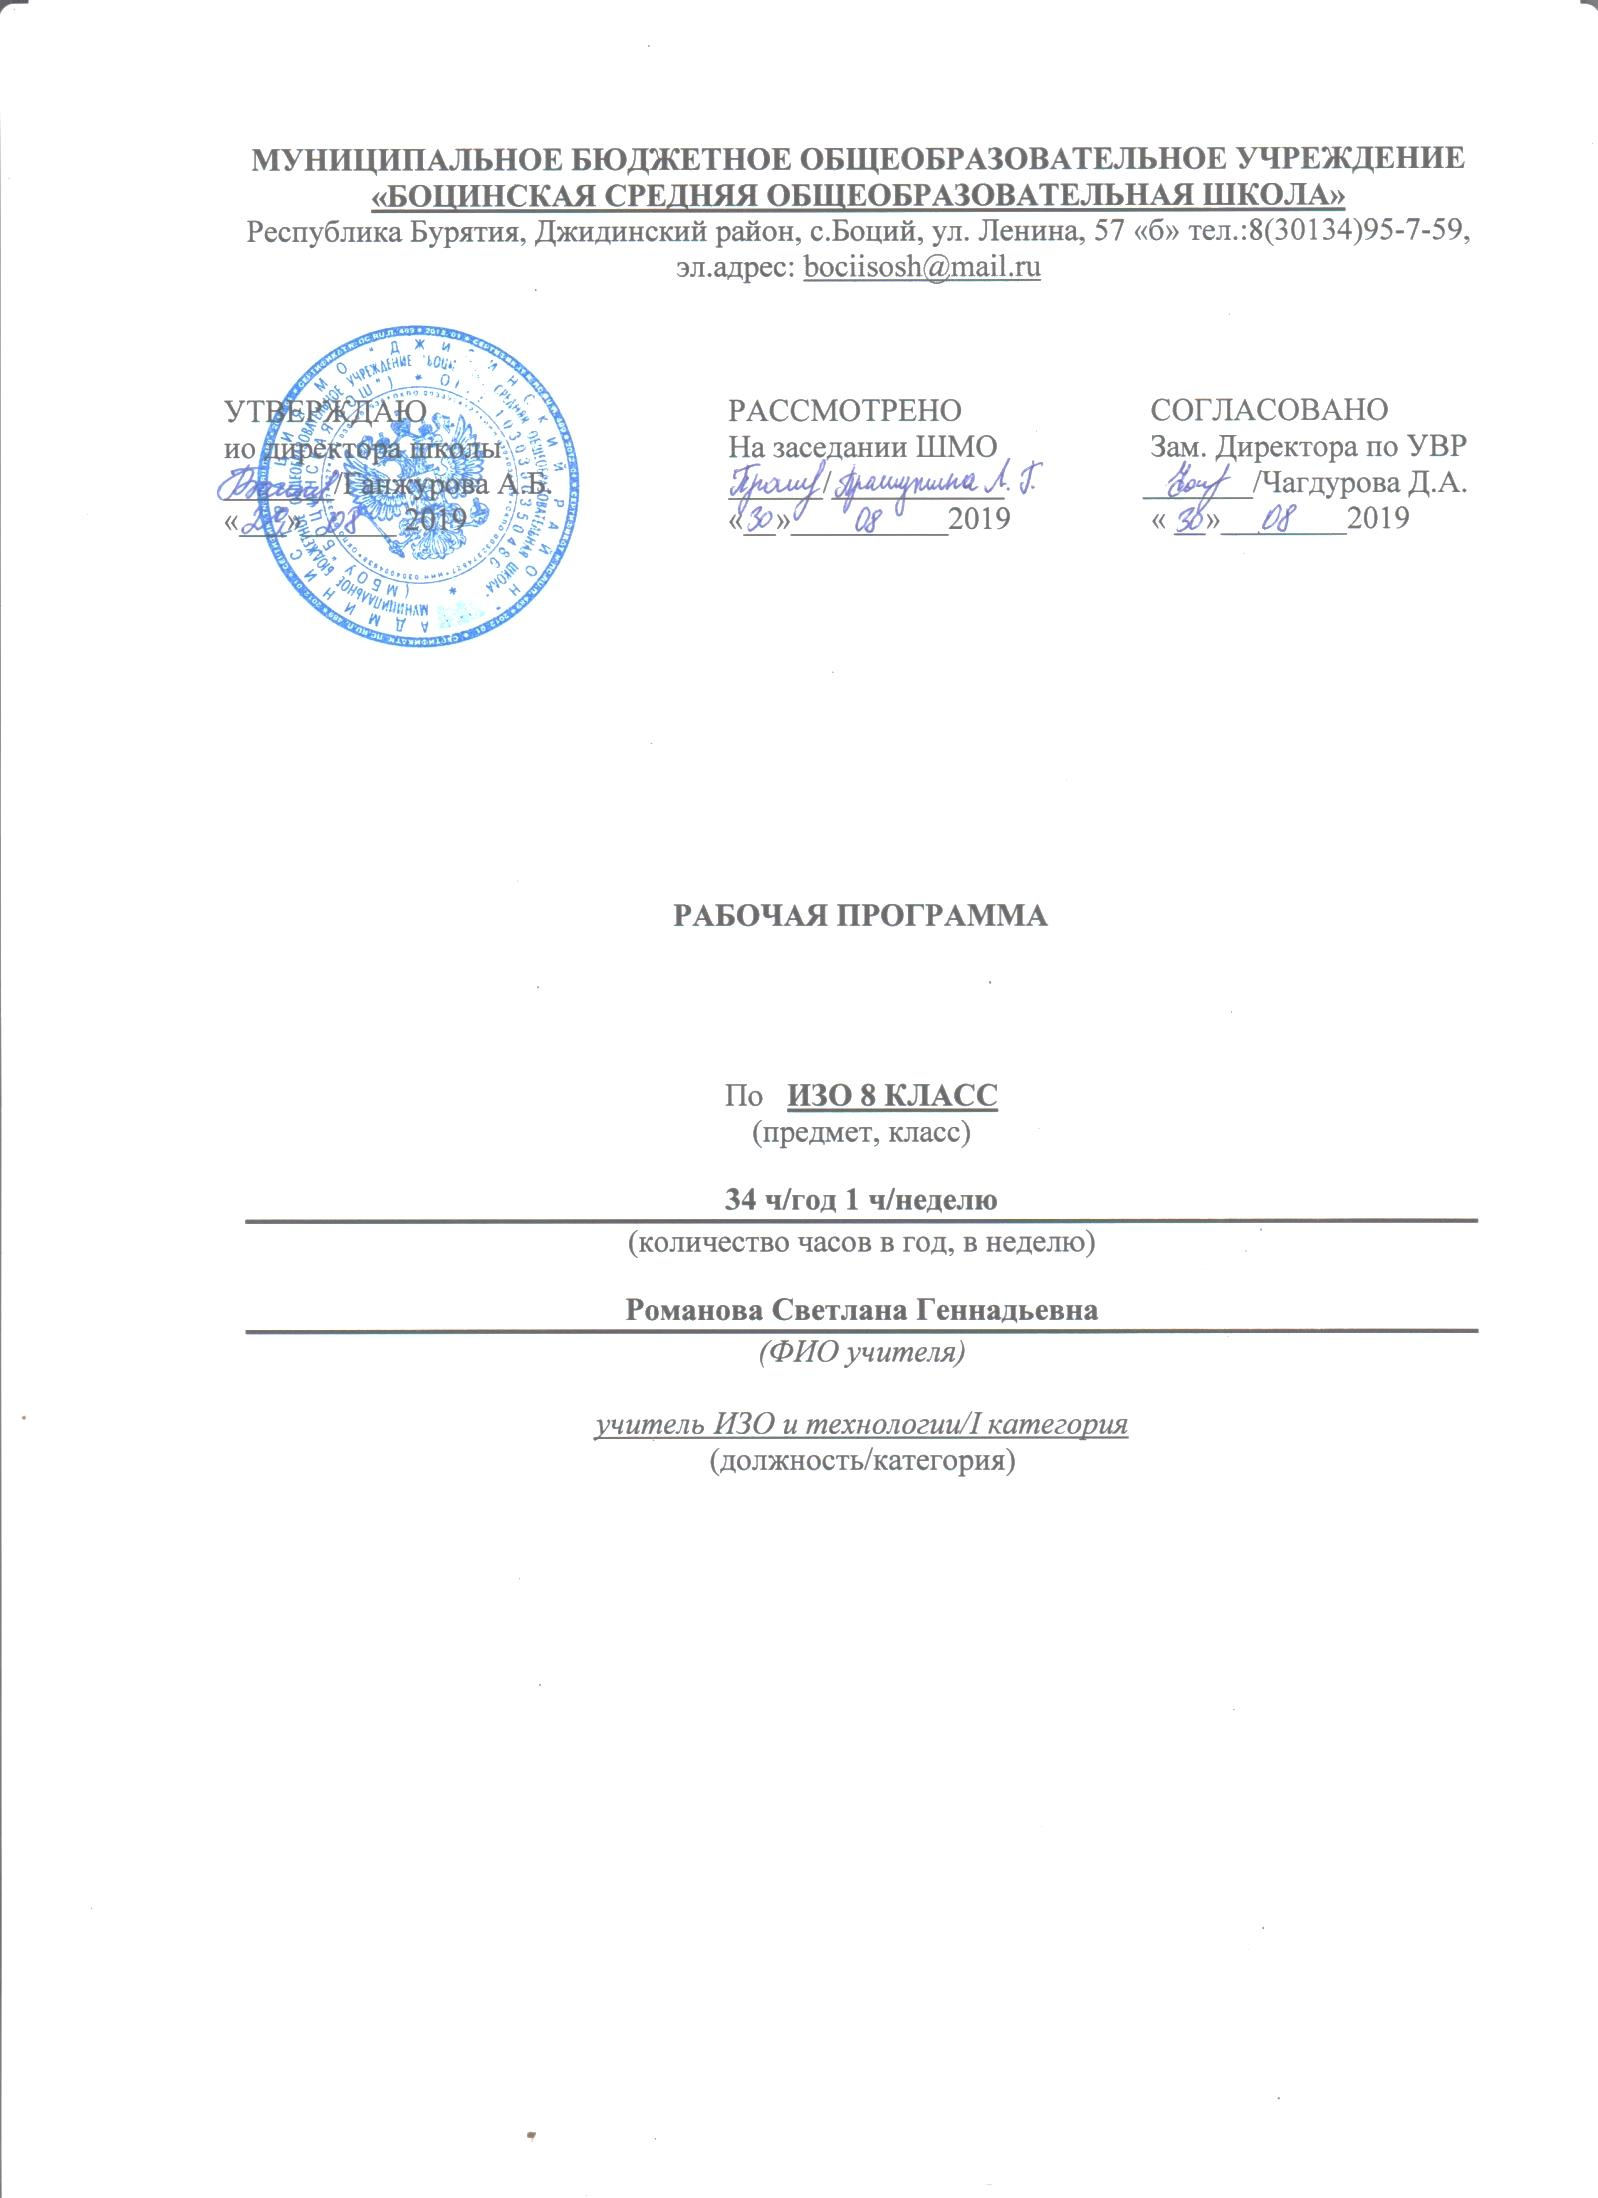 МУНИЦИПАЛЬНОЕ БЮДЖЕТНОЕ ОБЩЕОБРАЗОВАТЕЛЬНОЕ УЧРЕЖДЕНИЕ
«БОЦИНСКАЯ СРЕДНЯЯ ОБЩЕОБРАЗОВАТЕЛЬНАЯ ШКОЛА»
Республика Бурятия, Джидинский район, с.Боций, ул. Ленина, 57 «б» тел.:8(30134)95-7-59,
эл.адрес: bociisosh@mail.ru
УТВЕРЖДАЮ
ио директора школы
/Ганжурова А.Б.
« » 08 2019
РАССМОТРЕНО
На заседании ШМО
/ Л. Г.
«30» 08 2019
СОГЛАСОВАНО
Зам. Директора по УВР
/Чагдурова Д.А.
« 30» 08 2019
РАБОЧАЯ ПРОГРАММА
По ИЗО 8 КЛАСС
(предмет, класс)
34 ч/год 1 ч/неделю
(количество часов в год, в неделю)
Романова Светлана Геннадьевна
(ФИО учителя)
учитель ИЗО и технологии/I категория
(должность/категория)